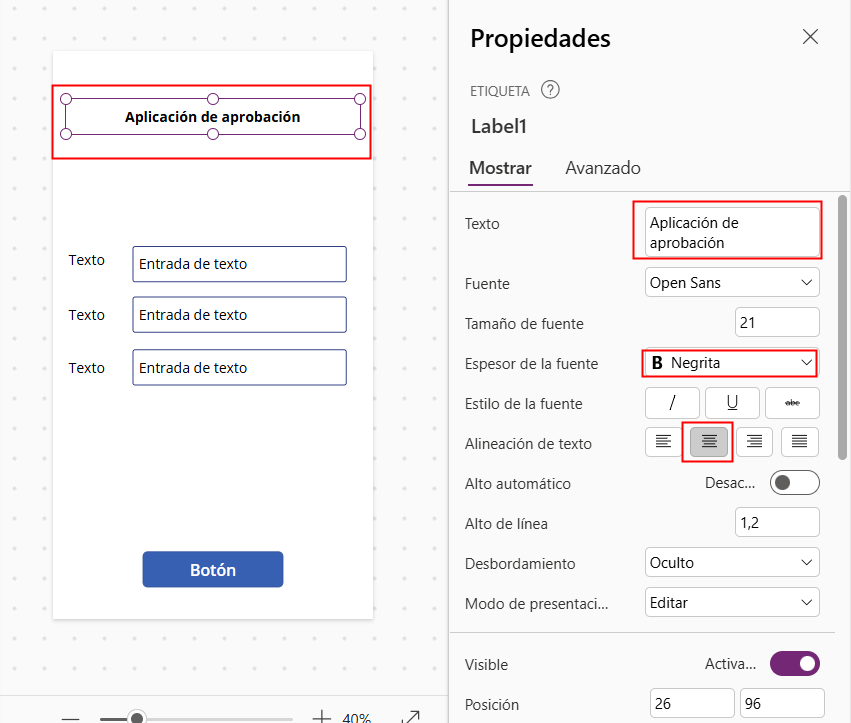 Aplicación de aprobación
Texto
Entrada de texto
Texto
Entrada de texto
Texto
Entrada de texto
Botón
40%
Propiedades
ETIQUETA ?
Label1
Mostrar Avanzado
Texto
Aplicación de
aprobación
Fuente Open Sans
Tamaño de fuente 21
Espesor de la fuente B Negrita
Estilo de la fuente / U abc
Alineación de texto
Alto automático Desac...
Alto de línea 1,2
Desbordamiento Oculto
Modo de presentaci... Editar
Visible Activa...
Posición 26 96